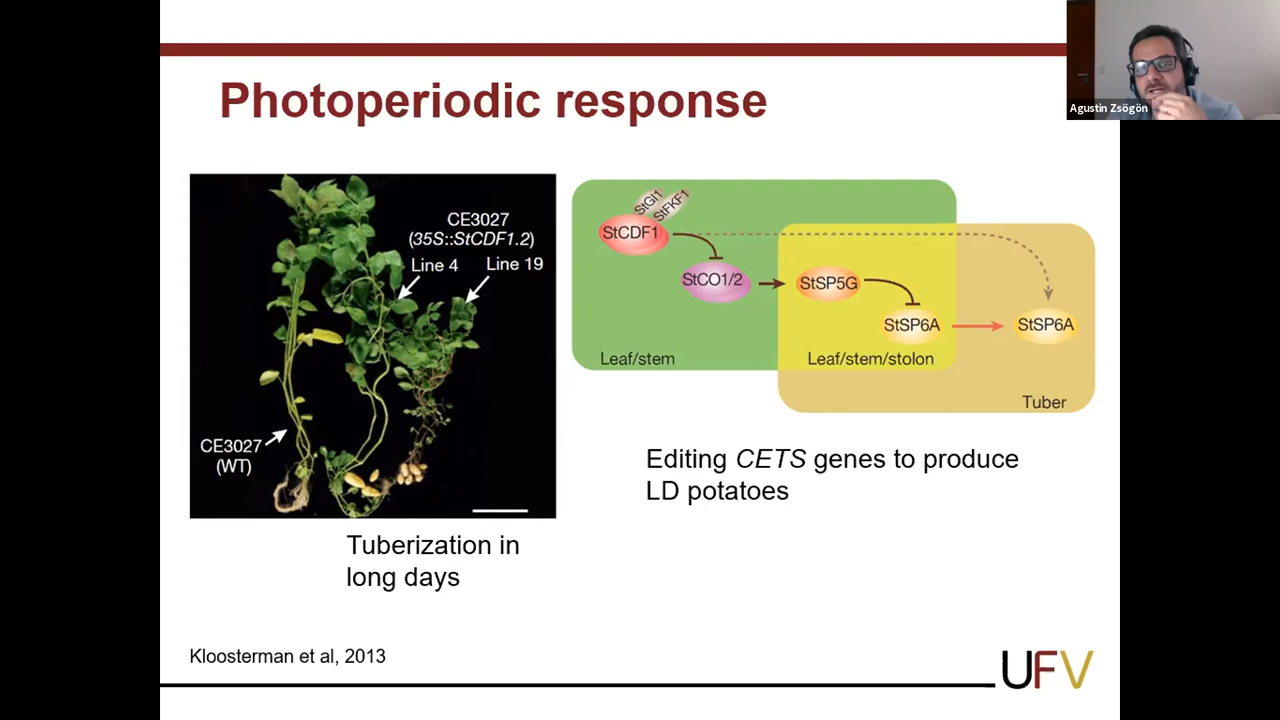 Agustin Zsögön
Photoperiodic response
CE3027
(35S::StCDF1.2)
Line 4
Line 19
CE3027
(WT)
StGI1
StFKF1
StCDF1
StCO1/2
StSP5G
StSP6A
StSP6A
Leaf/stem
Leaf/stem/stolon
Tuber
Editing CETS genes to produce
LD potatoes
Tuberization in
long days
Kloosterman et al, 2013
UFV